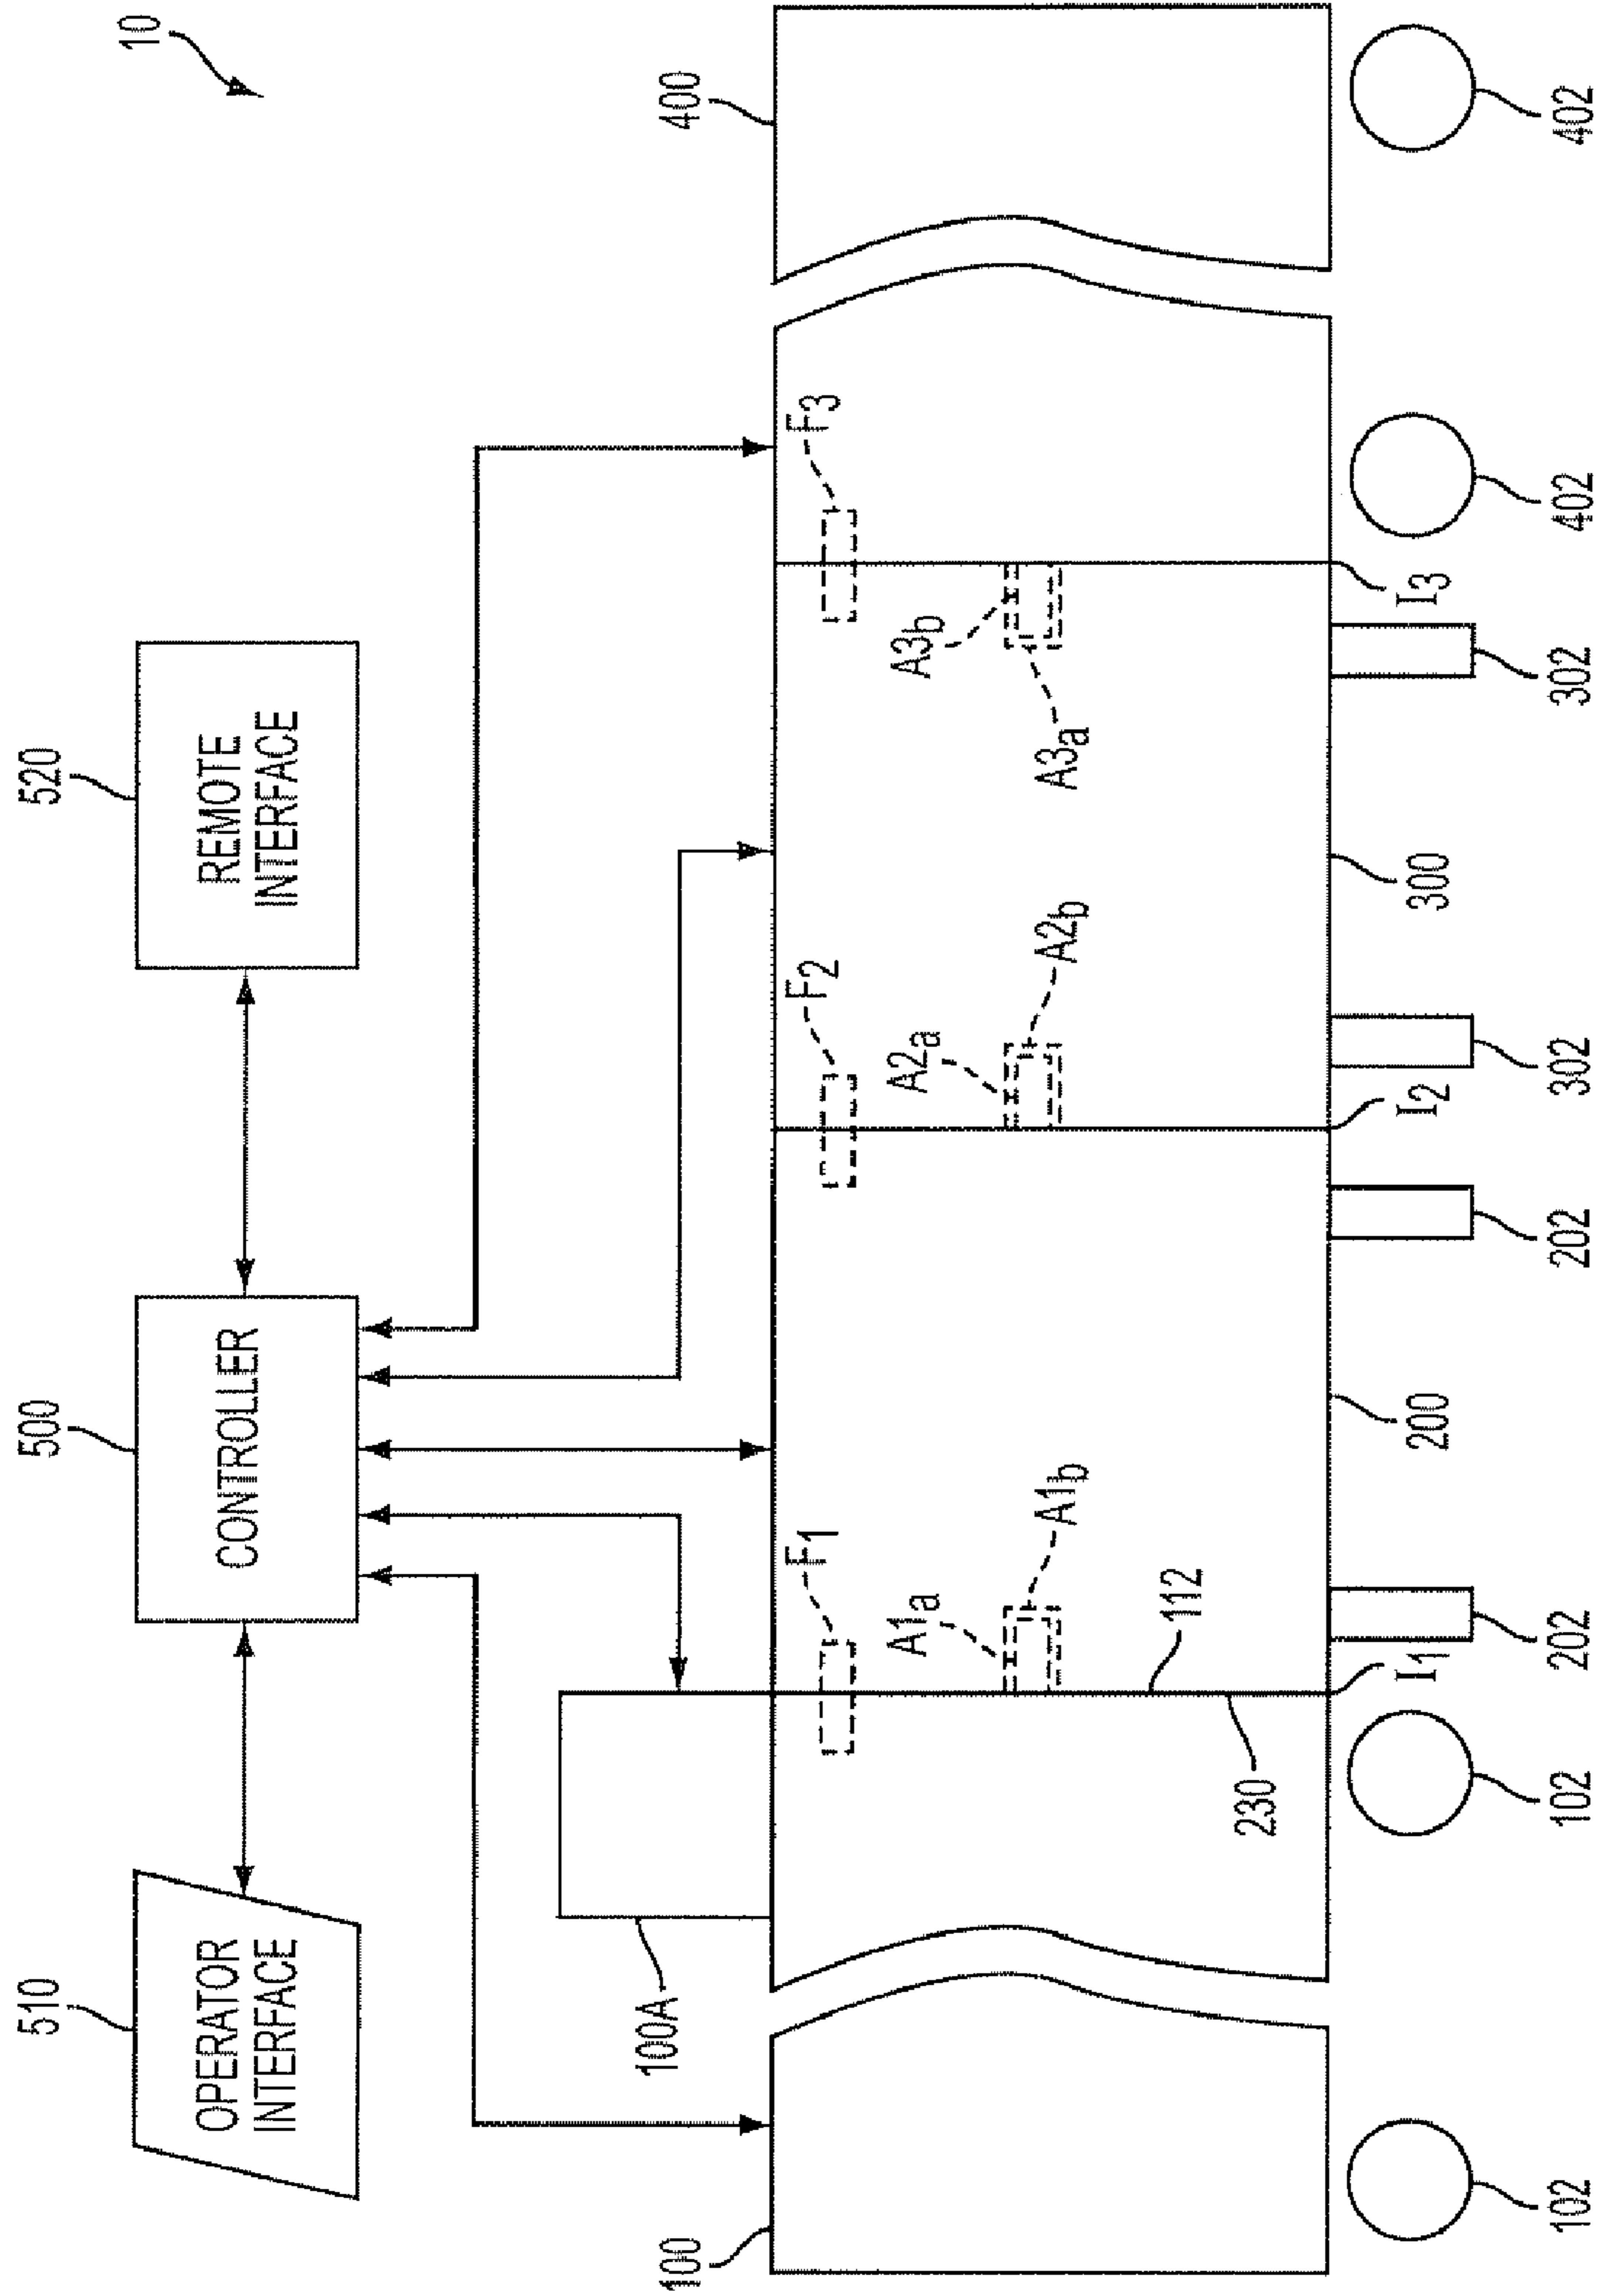 10
510
500
520
OPERATOR
INTERFACE
CONTROLLER
REMOTE
INTERFACE
100A
400
100
F1
F2
F3
A1a
A2a
A3b
A1b
A2b
A3a
112
230
I1
I2
I3
200
300
102
102
202
202
302
302
402
402